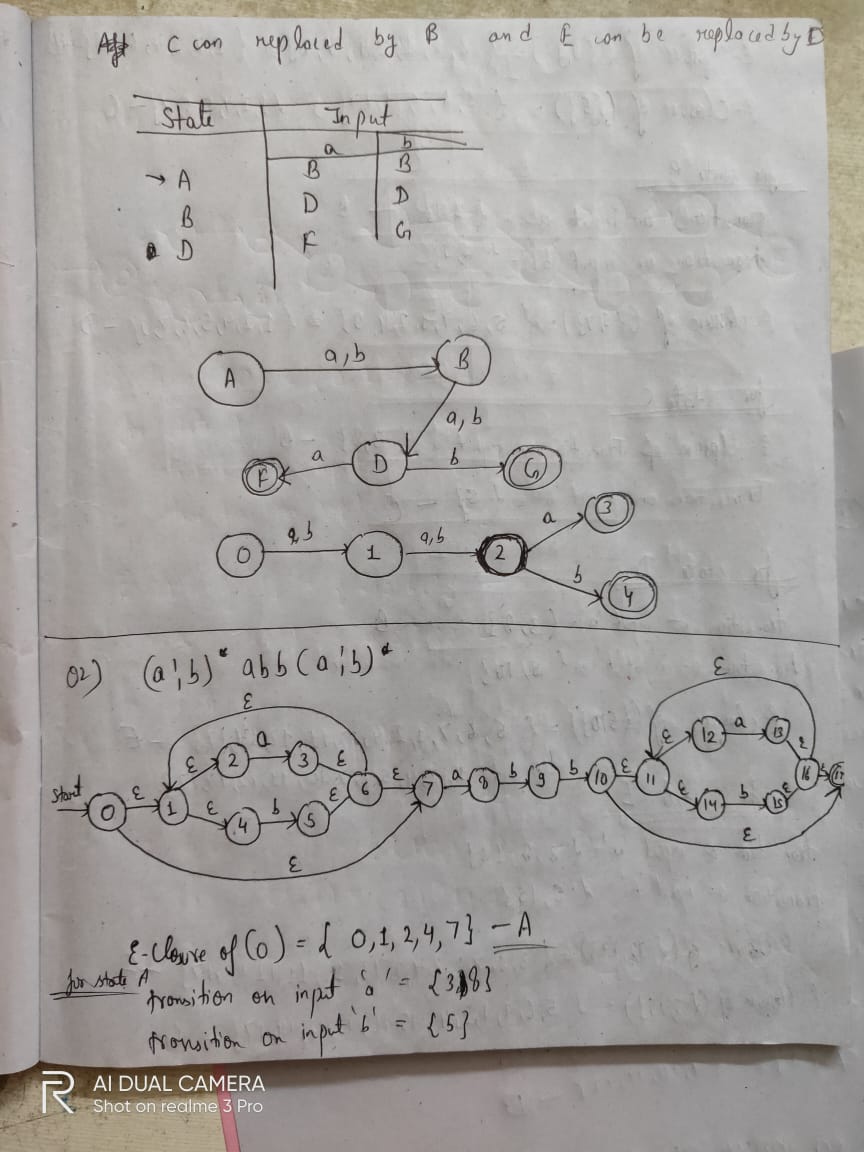 C can replaced by B and E can be replaced by D
State Input
a b
→ A B B
B D D
D F G
A a,b B
a, b
F a D b G
0 a,b 1 a,b 2 a 3
b 4
Q2) (a¦b)* abb (a¦b)*
ε ε
ε 2 a 3 ε ε 12 a 13 ε
Start 0 ε 1 6 ε 7 a 8 b 9 b 10 ε 11 16 ε 17
ε 4 b 5 ε ε 14 b 15 ε
ε ε
ε-Closure of (0) = { 0,1,2,4,7} — A
for state A
transition on input 'a' = {3,8}
transition on input 'b' = {5}
R AI DUAL CAMERA
Shot on realme 3 Pro